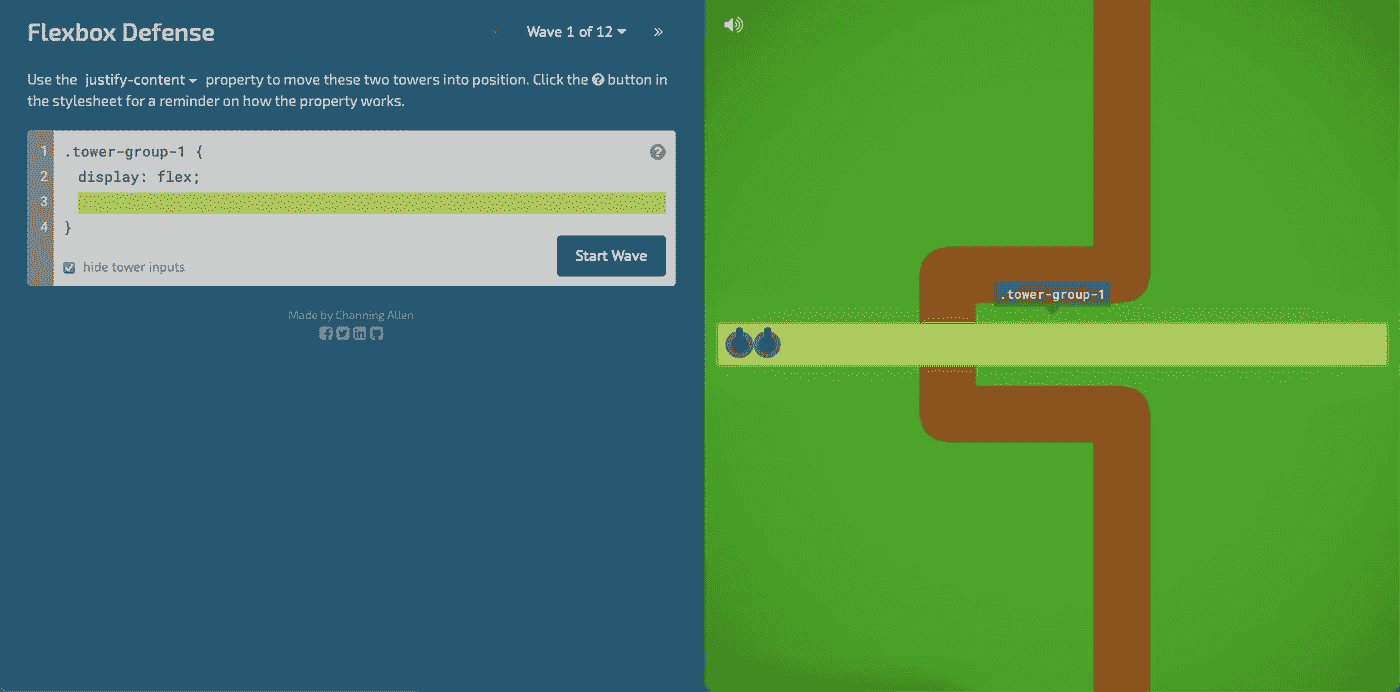 Flexbox Defense
Wave 1 of 12
»
Use the justify-content property to move these two towers into position. Click the ? button in
the stylesheet for a reminder on how the property works.
1 .tower-group-1 {
2 display: flex;
3
4 }
?
hide tower inputs
Start Wave
Made by Channing Allen
.tower-group-1